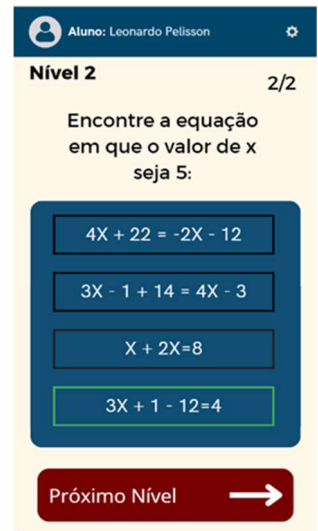 Aluno: Leonardo Pelisson
Nível 2
2/2
Encontre a equação
em que o valor de x
seja 5:
4X + 22 = -2X - 12
3X - 1 + 14 = 4X - 3
X + 2X=8
3X + 1 - 12=4
Próximo Nível